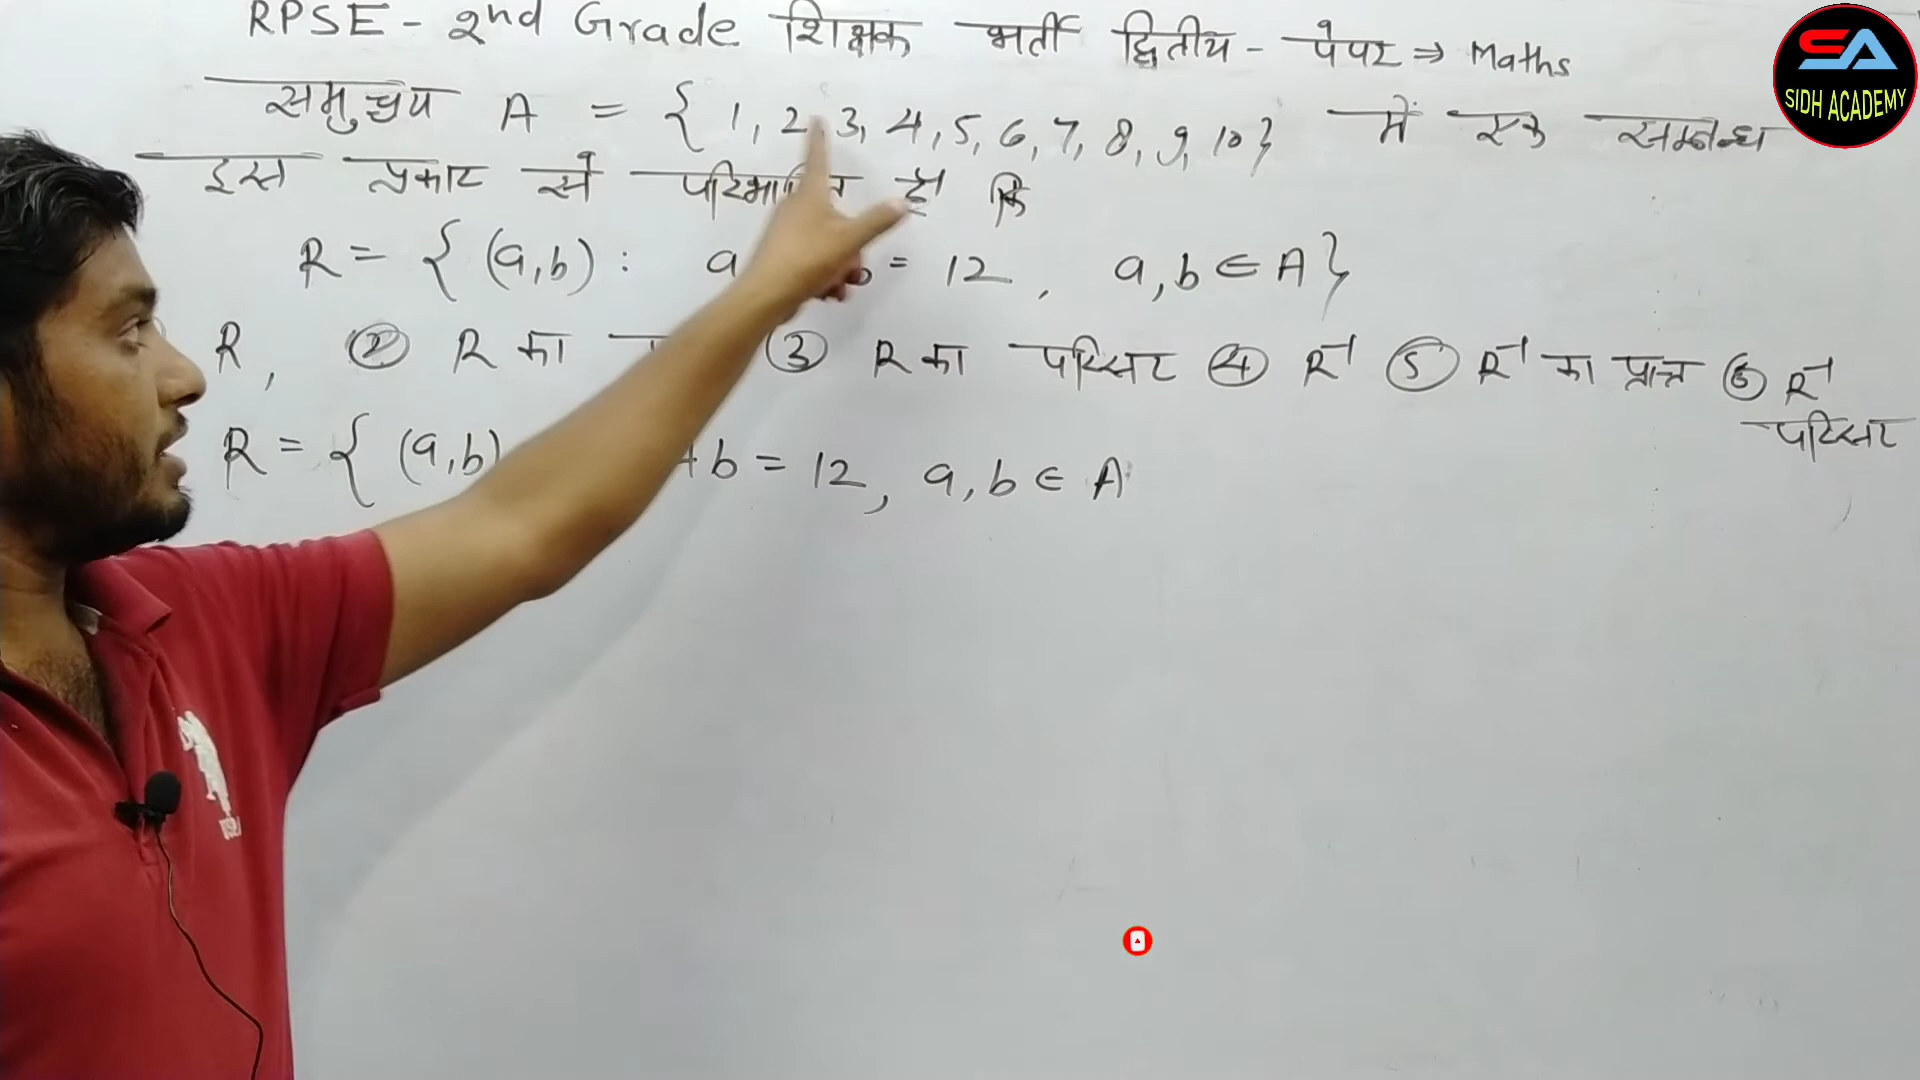 RPSE - 2nd Grade शिक्षक भर्ती द्वितीय - पेपर ⇒ Maths
SA
SIDH ACADEMY
समुच्चय A = { 1, 2, 3, 4, 5, 6, 7, 8, 9, 10} में एक सम्बन्ध
इस प्रकार से है कि
R = { (a,b) : a b = 12, a,b ∈ A}
R, ② R का ③ R का परिसर ④ R⁻¹ ⑤ R⁻¹ का प्रान्त ⑥ R⁻¹
परिसर
R = { (a,b) + b = 12, a,b ∈ A